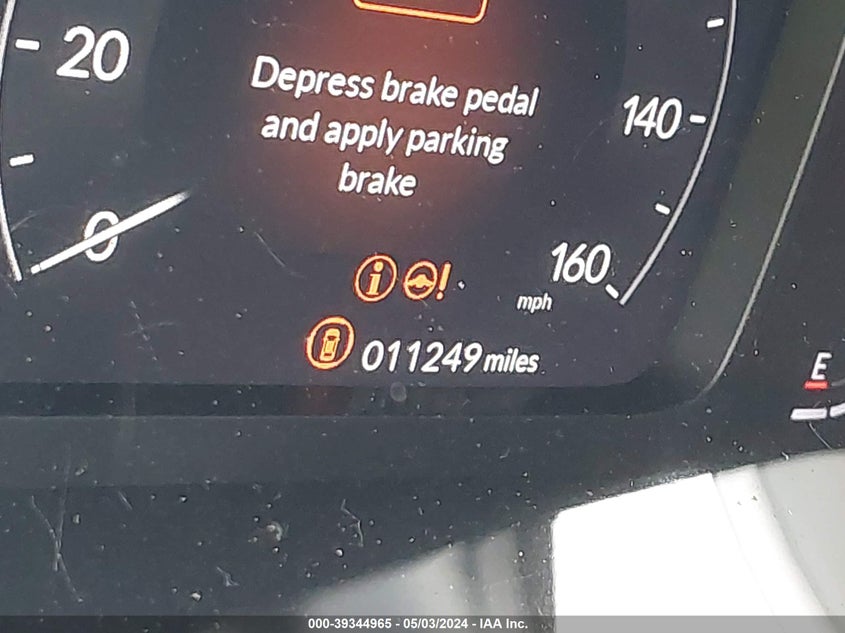 20
Depress brake pedal
and apply parking
brake
140
0
160
mph
i !
011249 miles
E
000-39344965 - 05/03/2024 - IAA Inc.